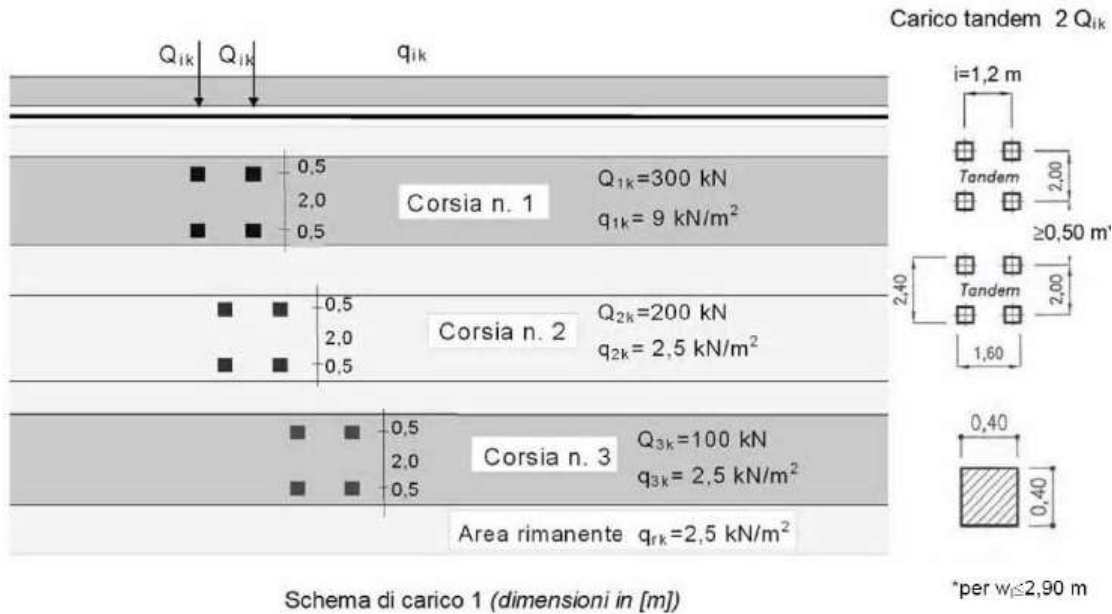 Carico tandem 2 Qik
Qik Qik qik
i=1,2 m
0,5
2,0
0,5
Corsia n. 1
Q1k=300 kN
q1k= 9 kN/m²
Tandem
2,00
≥0,50 m*
0,5
2,0
0,5
Corsia n. 2
Q2k=200 kN
q2k= 2,5 kN/m²
2,40
Tandem
2,00
1,60
0,5
2,0
0,5
Corsia n. 3
Q3k=100 kN
q3k= 2,5 kN/m²
0,40
0,40
Area rimanente qrk=2,5 kN/m²
Schema di carico 1 (dimensioni in [m])
*per wl≤2,90 m